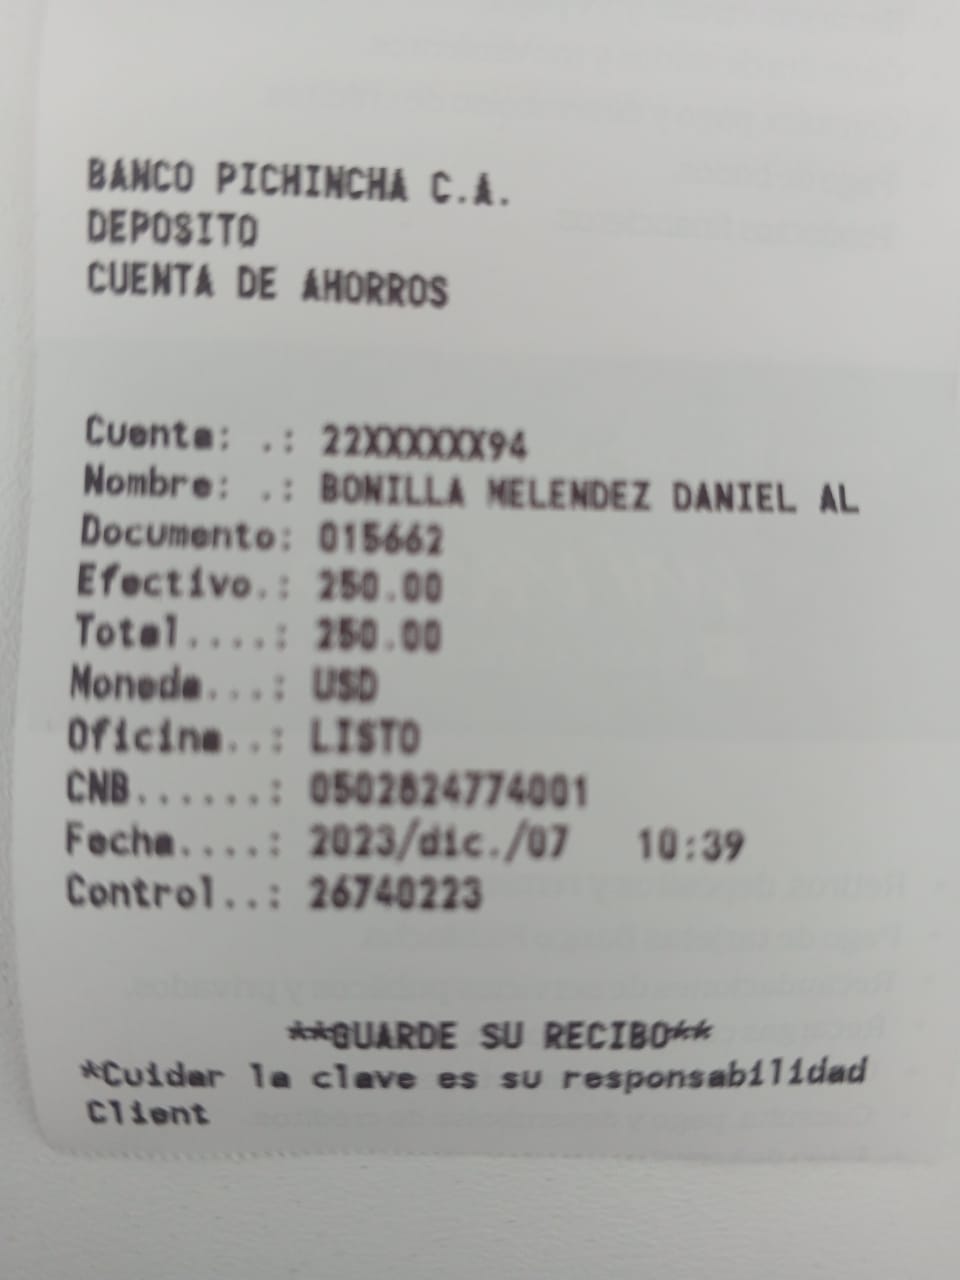 BANCO PICHINCHA C.A.
DEPOSITO
CUENTA DE AHORROS
Cuenta: .: 22XXXXXX94
Nombre: .: BONILLA MELENDEZ DANIEL AL
Documento: 015662
Efectivo.: 250.00
Total....: 250.00
Moneda...: USD
Oficina..: LISTO
CNB......: 0502824774001
Fecha....: 2023/dic./07 10:39
Control..: 26740223
**GUARDE SU RECIBO**
*Cuidar la clave es su responsabilidad
Client